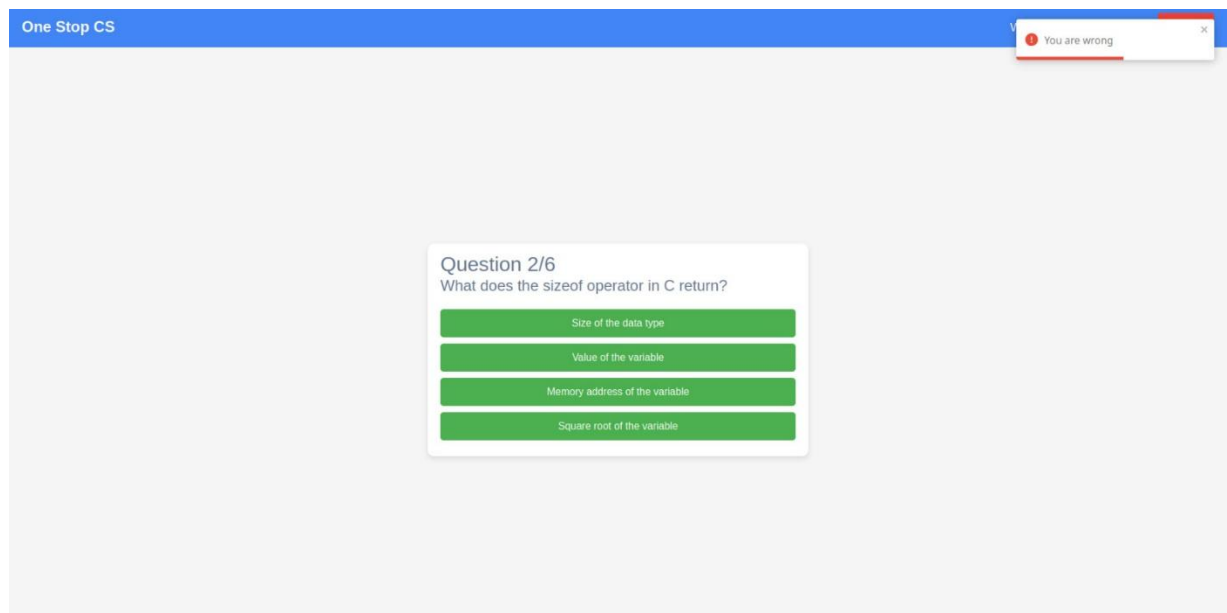 One Stop CS
You are wrong
Question 2/6
What does the sizeof operator in C return?
Size of the data type
Value of the variable
Memory address of the variable
Square root of the variable